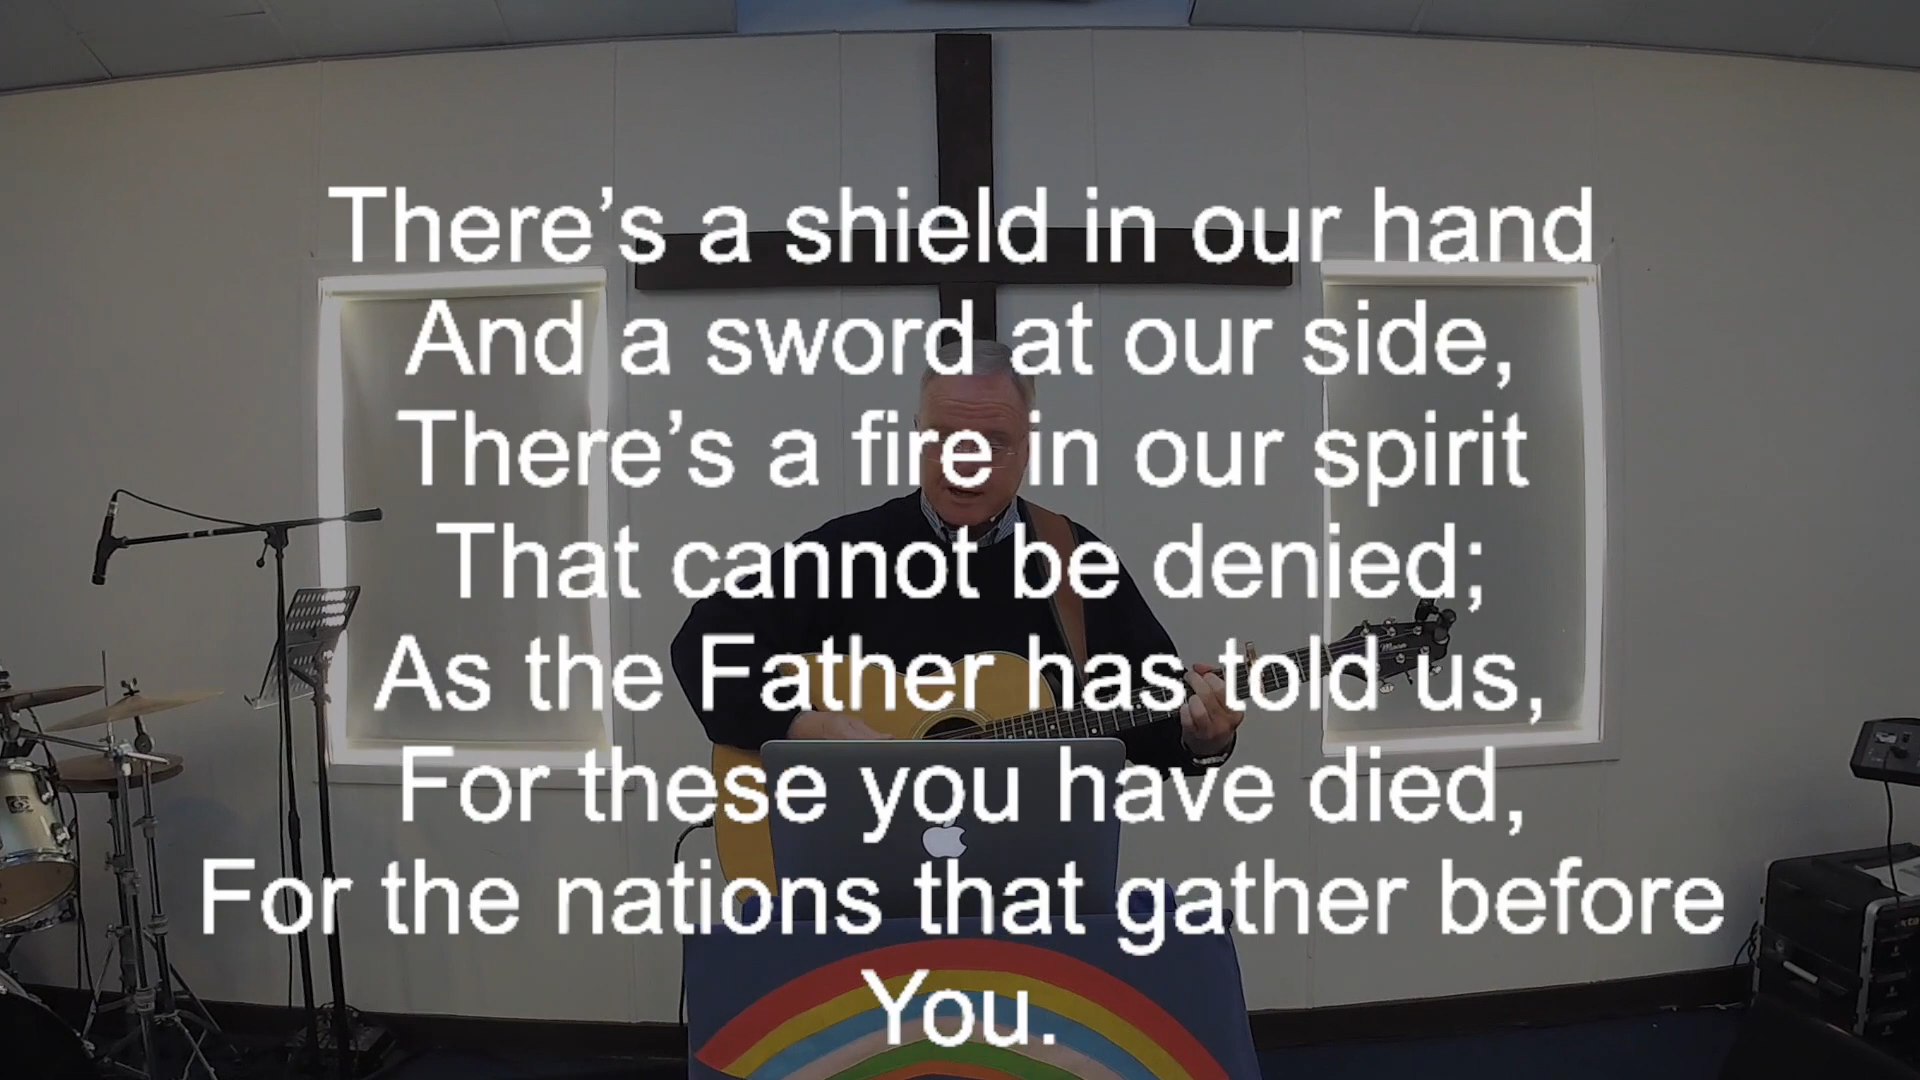 There’s a shield in our hand
And a sword at our side,
There’s a fire in our spirit
That cannot be denied;
As the Father has told us,
For these you have died,
For the nations that gather before
You.